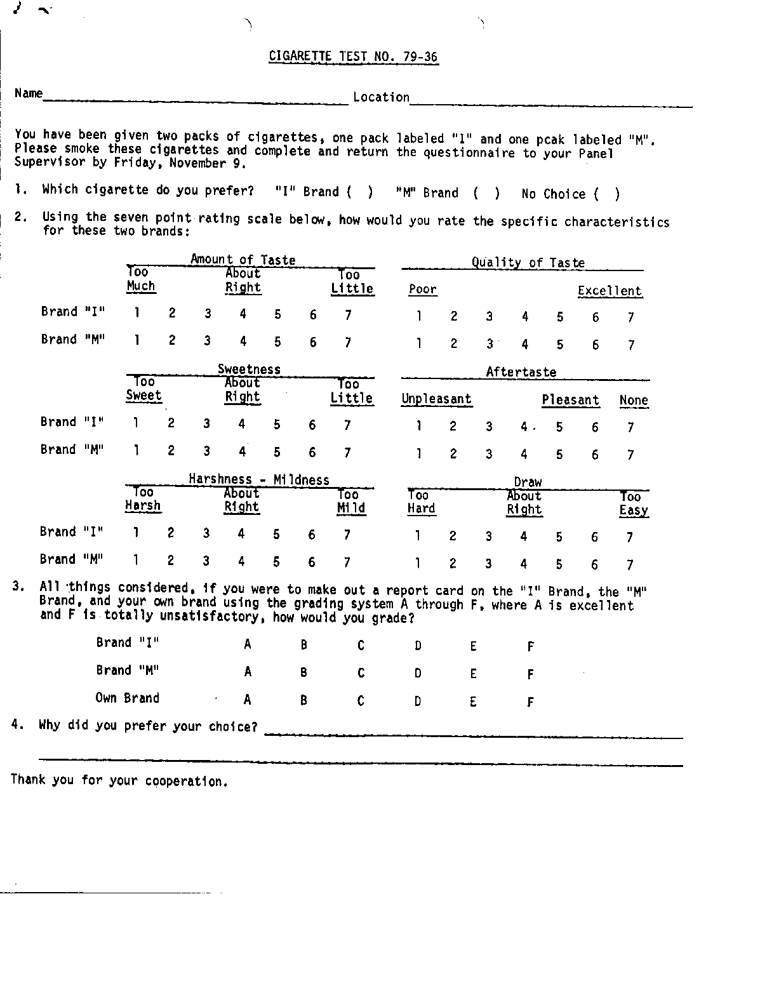 CIGARETTE TEST NO. 79-36
Name Location
You have been given two packs of cigarettes, one pack labeled "I" and one pcak labeled "M".
Please smoke these cigarettes and complete and return the questionnaire to your Panel
Supervisor by Friday, November 9.
1. Which cigarette do you prefer? "I" Brand ( ) "M" Brand ( ) No Choice ( )
2. Using the seven point rating scale below, how would you rate the specific characteristics
for these two brands:
Amount of Taste Quality of Taste
Too About Too
Much Right Little Poor Excellent
Brand "I" 1 2 3 4 5 6 7 1 2 3 4 5 6 7
Brand "M" 1 2 3 4 5 6 7 1 2 3 4 5 6 7
Sweetness Aftertaste
Too About Too
Sweet Right Little Unpleasant Pleasant None
Brand "I" 1 2 3 4 5 6 7 1 2 3 4 5 6 7
Brand "M" 1 2 3 4 5 6 7 1 2 3 4 5 6 7
Harshness - Mildness Draw
Too About Too Too About Too
Harsh Right Mild Hard Right Easy
Brand "I" 1 2 3 4 5 6 7 1 2 3 4 5 6 7
Brand "M" 1 2 3 4 5 6 7 1 2 3 4 5 6 7
3. All things considered, if you were to make out a report card on the "I" Brand, the "M"
Brand, and your own brand using the grading system A through F, where A is excellent
and F is totally unsatisfactory, how would you grade?
Brand "I" A B C D E F
Brand "M" A B C D E F
Own Brand A B C D E F
4. Why did you prefer your choice?
Thank you for your cooperation.